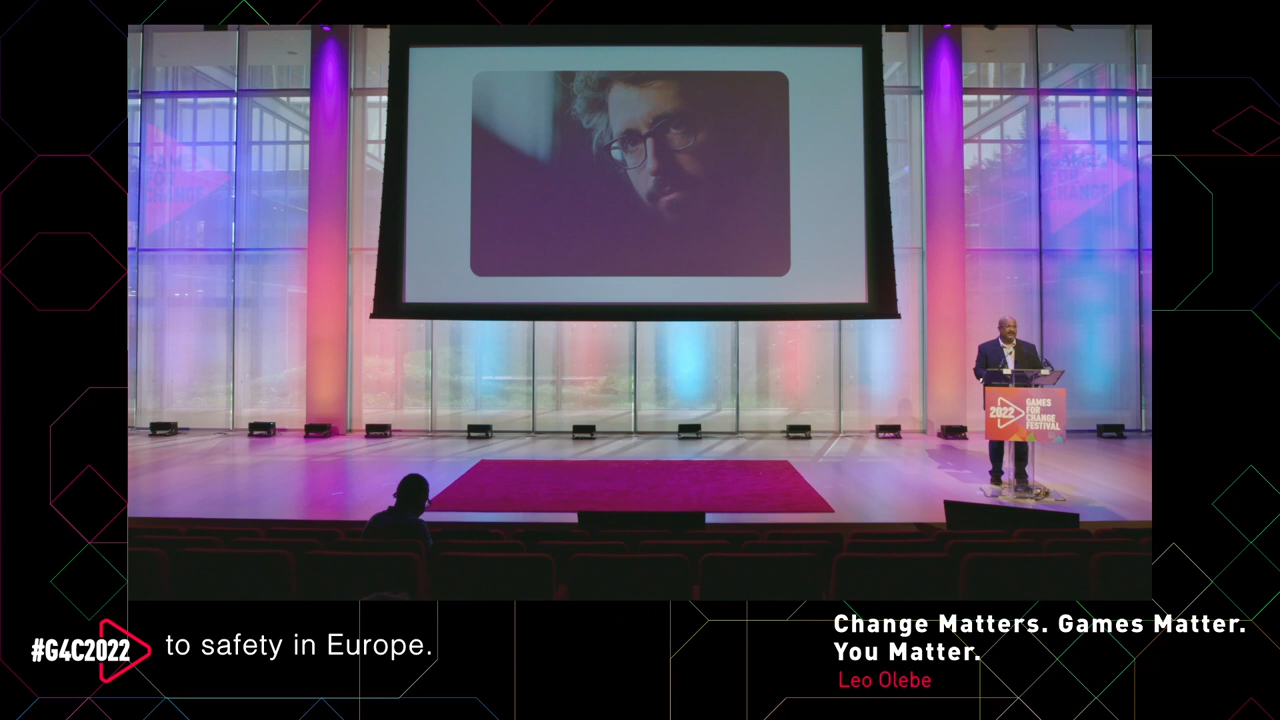 2022
GAMES
FOR
CHANGE
FESTIVAL
#G4C2022
to safety in Europe.
Change Matters. Games Matter.
You Matter.
Leo Olebe